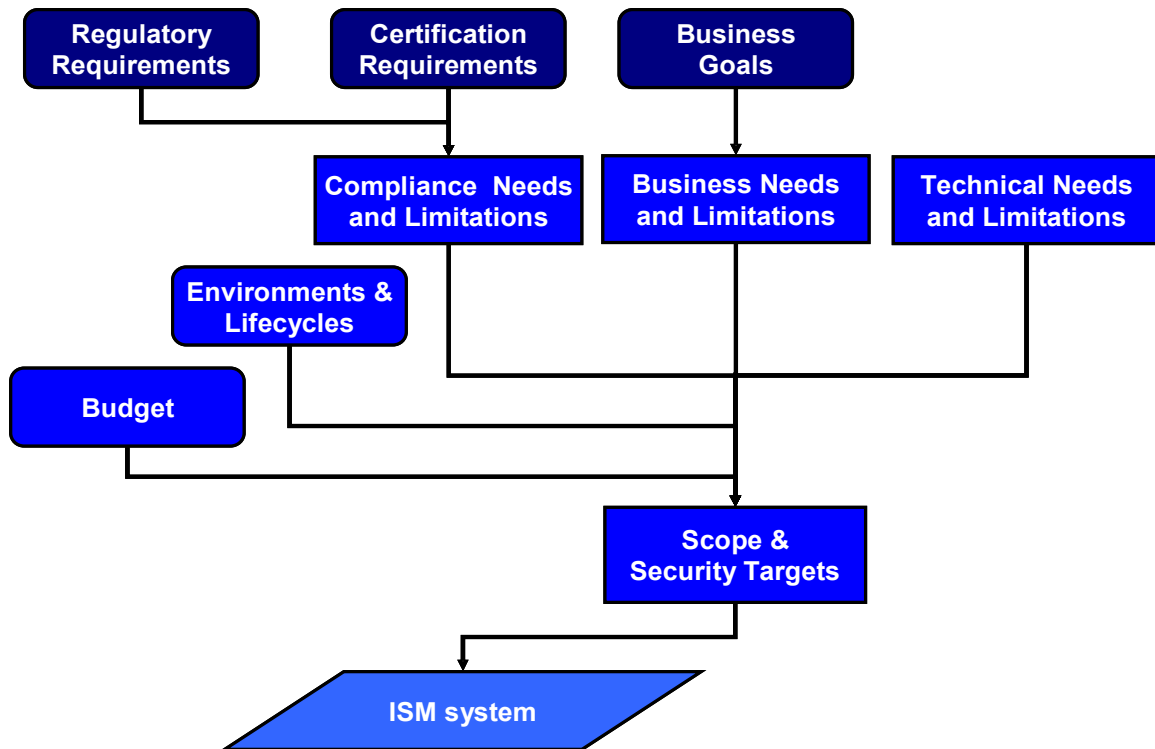 Regulatory
Requirements
Certification
Requirements
Business
Goals
Compliance  Needs
and Limitations
Business Needs
and Limitations
Technical Needs
and Limitations
Environments &
Lifecycles
Budget
Scope &
Security Targets
ISM system